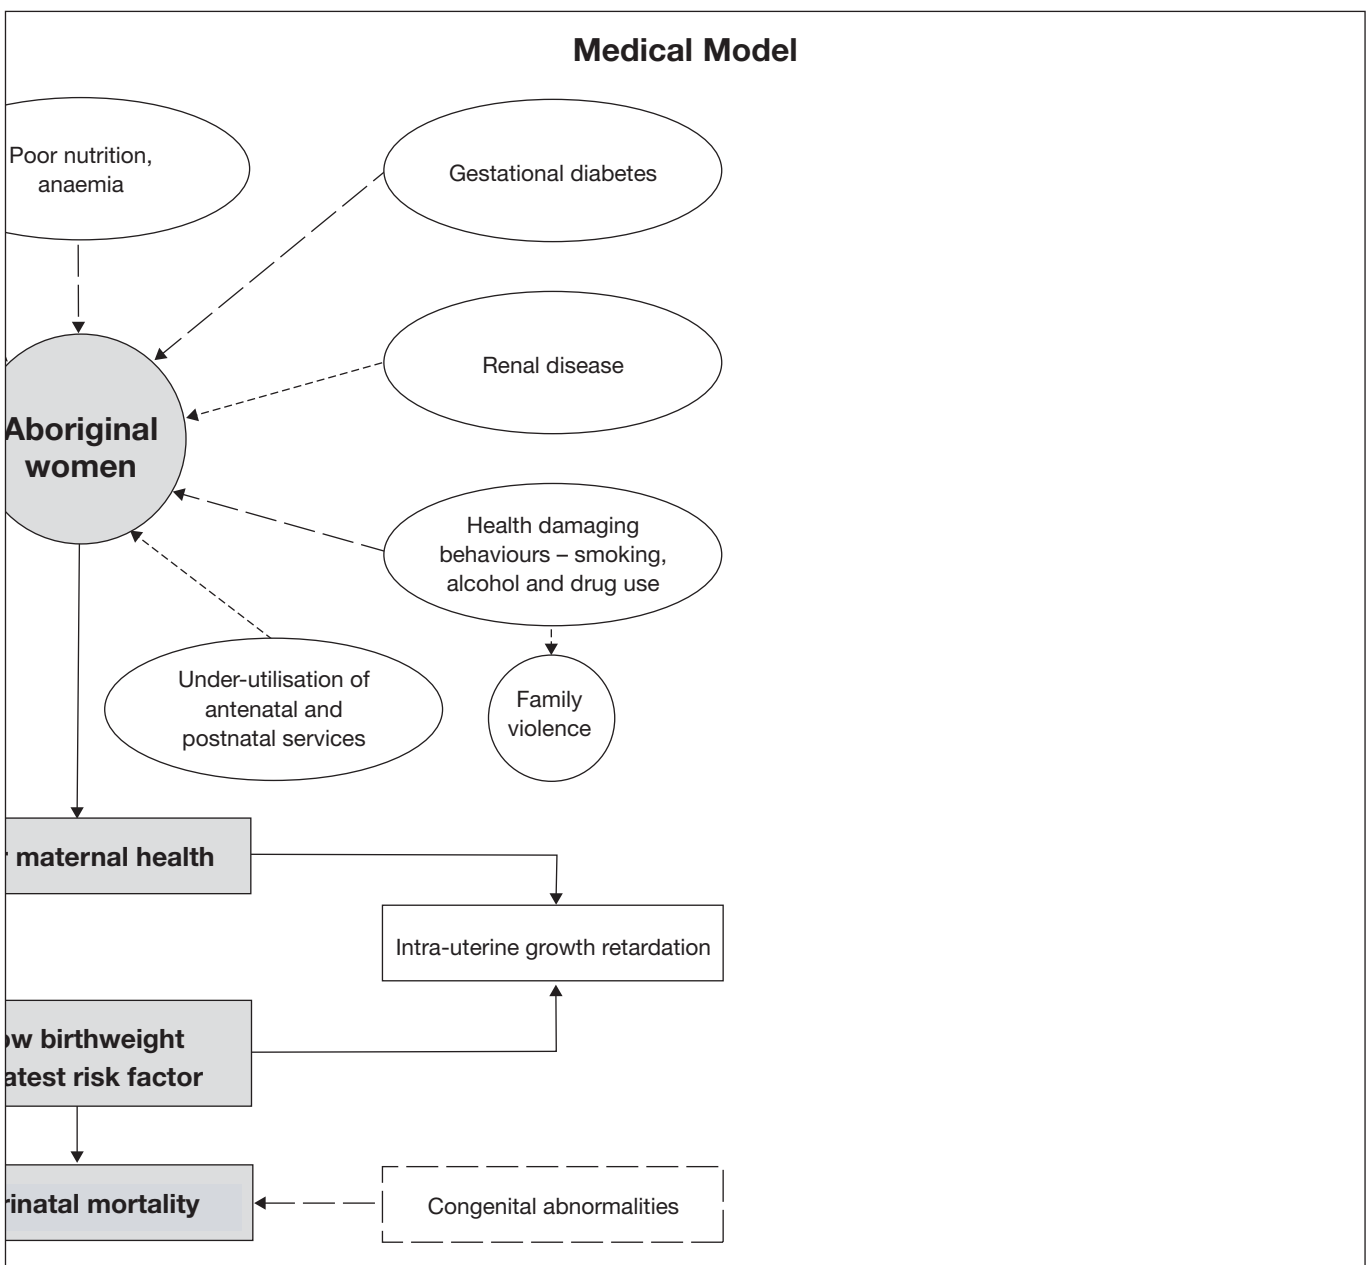 Medical Model
Poor nutrition,
anaemia
Gestational diabetes
Renal disease
Aboriginal
women
Health damaging
behaviours – smoking,
alcohol and drug use
Under-utilisation of
antenatal and
postnatal services
Family
violence
maternal health
Intra-uterine growth retardation
birthweight
risk factor
mortality
Congenital abnormalities